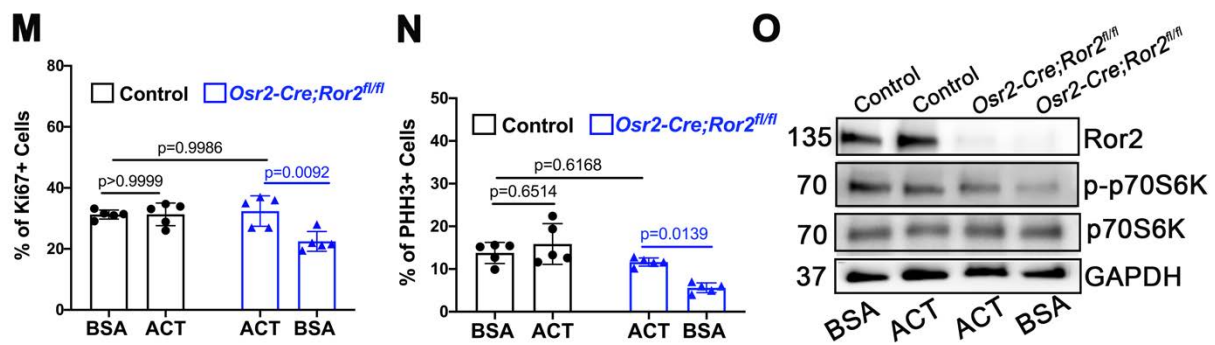 M
% of Ki67+ Cells
80
60
40
20
0
Control Osr2-Cre;Ror2fl/fl
p=0.9986
p>0.9999
p=0.0092
BSA ACT ACT BSA
N
% of PHH3+ Cells
50
40
30
20
10
0
Control Osr2-Cre;Ror2fl/fl
p=0.6168
p=0.6514
p=0.0139
BSA ACT ACT BSA
O
Control Control Osr2-Cre;Ror2fl/fl Osr2-Cre;Ror2fl/fl
135 Ror2
70 p-p70S6K
70 p70S6K
37 GAPDH
BSA ACT ACT BSA